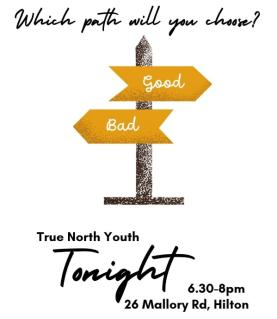 Which path will you choose?
Good
Bad
True North Youth
Tonight
6.30-8pm
26 Mallory Rd, Hilton